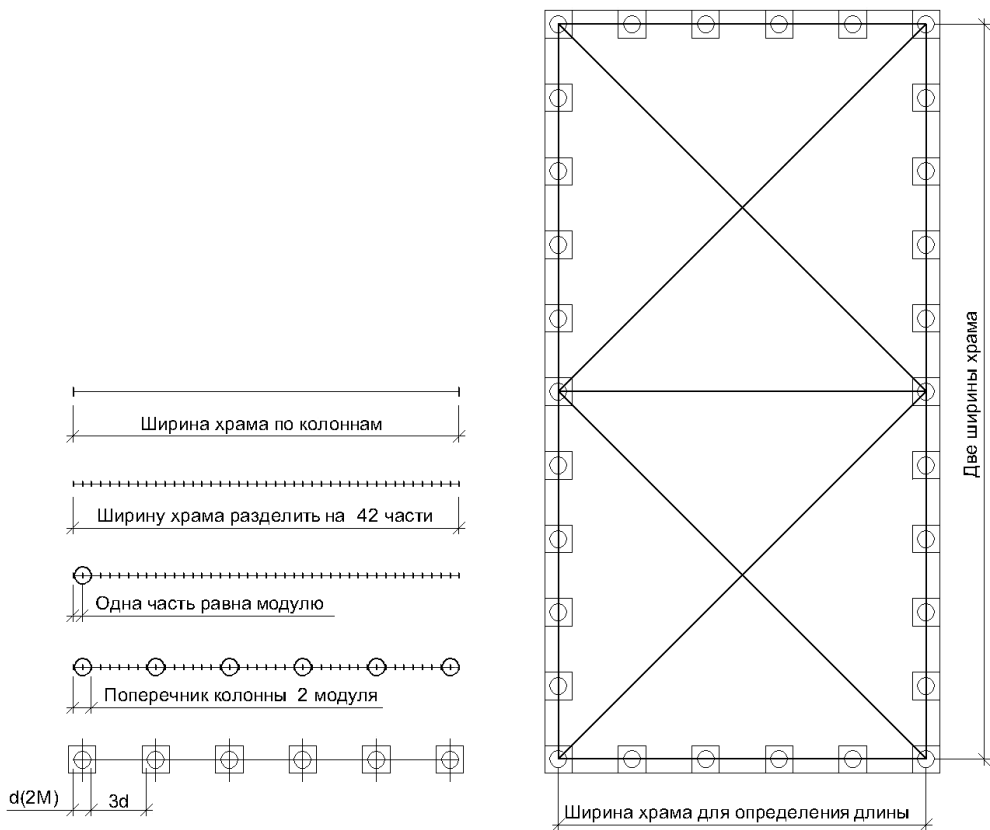 Ширина храма по колоннам
Ширину храма разделить на 42 части
Одна часть равна модулю
Поперечник колонны 2 модуля
d(2М)
3d
Две ширины храма
Ширина храма для определения длины